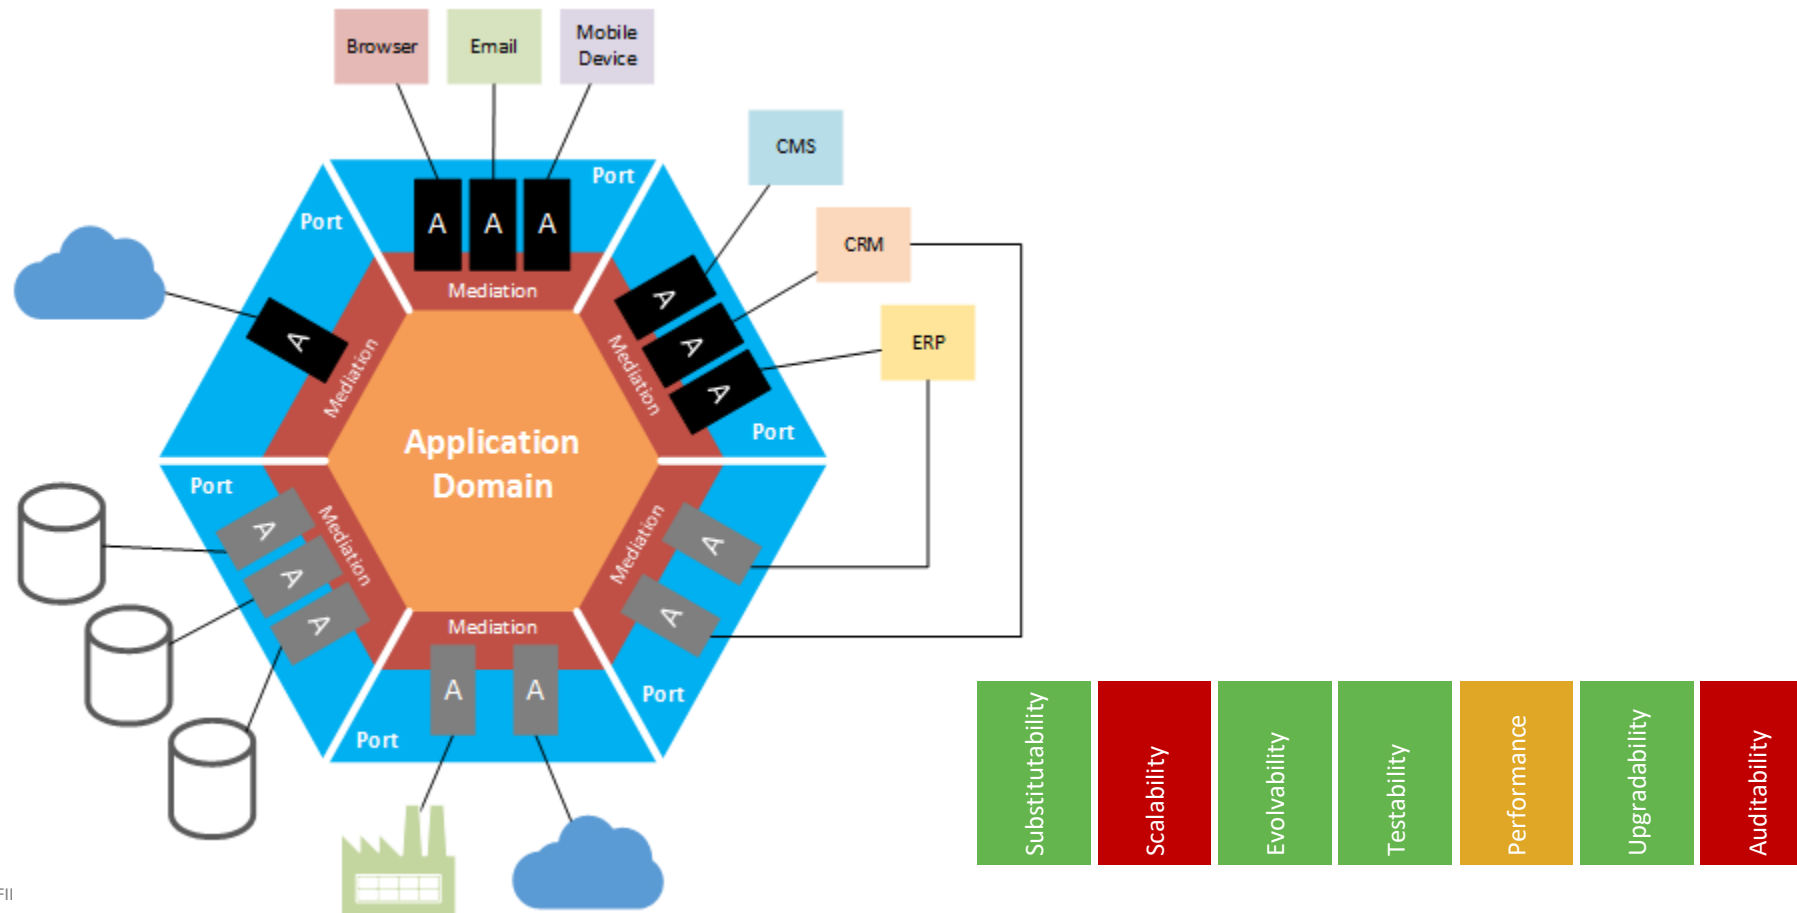 Browser
Email
Mobile
Device
CMS
CRM
ERP
Port
Port
Port
Port
Port
Port
A
A
A
A
A
A
A
A
A
A
A
A
A
A
Mediation
Mediation
Mediation
Mediation
Mediation
Mediation
Application
Domain
Substitutability
Scalability
Evolvability
Testability
Performance
Upgradability
Auditability
FII